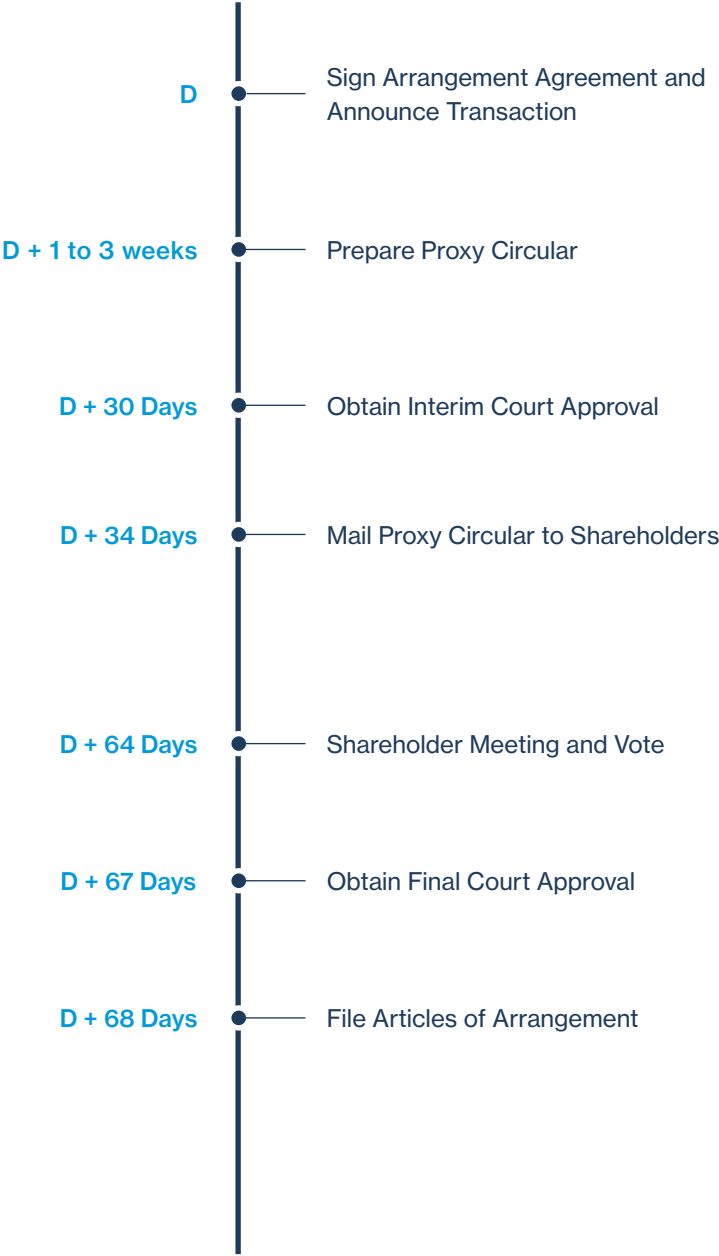 D
Sign Arrangement Agreement and
Announce Transaction
D + 1 to 3 weeks
Prepare Proxy Circular
D + 30 Days
Obtain Interim Court Approval
D + 34 Days
Mail Proxy Circular to Shareholders
D + 64 Days
Shareholder Meeting and Vote
D + 67 Days
Obtain Final Court Approval
D + 68 Days
File Articles of Arrangement